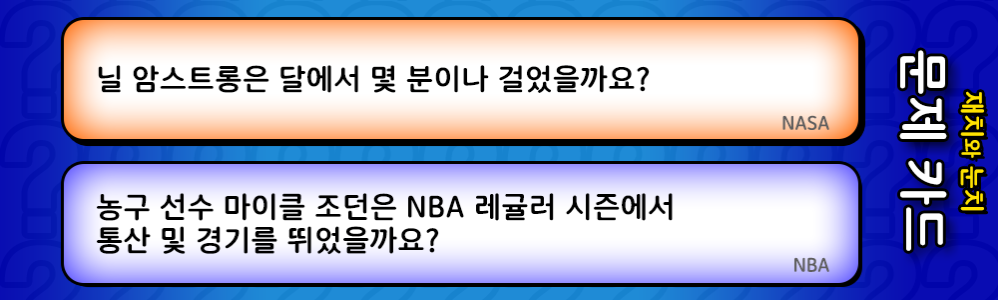 닐 암스트롱은 달에서 몇 분이나 걸었을까요?
NASA
농구 선수 마이클 조던은 NBA 레귤러 시즌에서
통산 및 경기를 뛰었을까요?
NBA
재치와 눈치
문제 카드